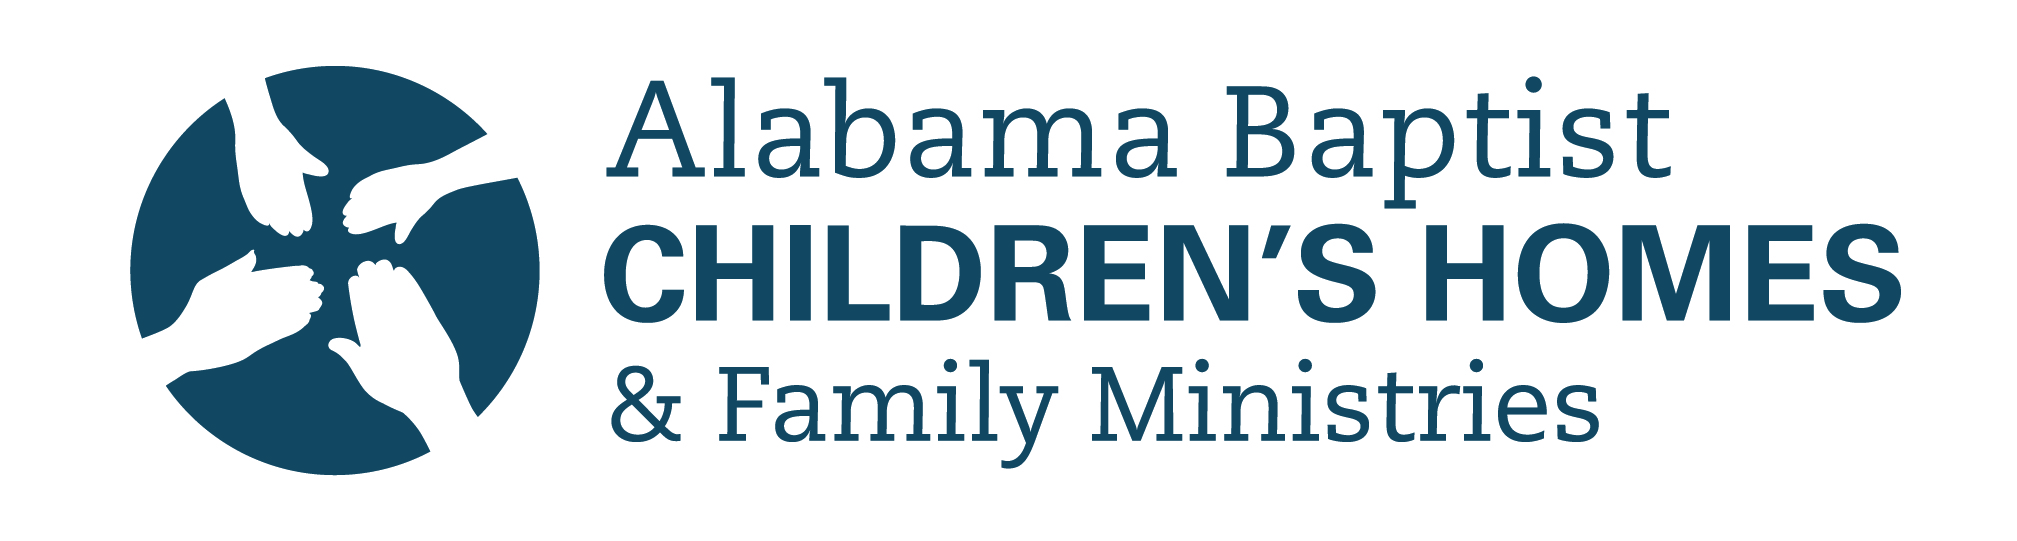 Alabama Baptist
CHILDREN’S HOMES
& Family Ministries